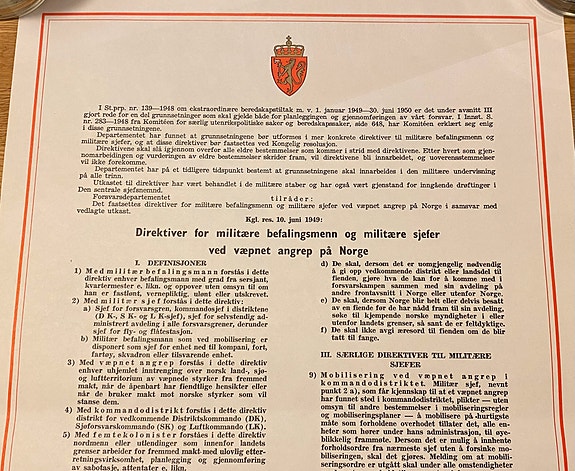 I St.prp. nr. 139—1948 om ekstraordinære beredskapstiltak m. v. 1. januar 1949—30. juni 1950 er det under avsnitt III
gjort rede for en del grunnsetninger som skal gjelde både for planleggingen og gjennomføringen av vårt forsvar. I Innst. S.
nr. 283—1948 fra Komitéen for særlig utenrikspolitiske saker og beredskapssaker, side 648, har Komitéen erklært seg enig
i disse grunnsetningene.
Departementet har funnet at grunnsetningene bør utformes i mer konkrete direktiver til militære befalingsmenn og
militære sjefer, og at disse direktiver bør fastsettes ved Kongelig resolusjon.
Direktivene skal slå igjennom overfor alle eldre bestemmelser som kommer i strid med direktivene. Etter hvert som gjen-
nomarbeidingen og vurderingen av eldre bestemmelser skrider fram, vil direktivene bli innarbeidet, og uoverensstemmelser
vil ikke forekomme.
Departementet har på et tidligere tidspunkt bestemt at grunnsetningene skal innarbeides i den militære undervisning
på alle trinn.
Utkastet til direktiver har vært behandlet i de militære staber og har også vært gjenstand for inngående drøftinger i
Den sentrale sjefsnemnd.
Forsvarsdepartementet
tilråder:
Det fastsettes direktiver for militære befalingsmenn og militære sjefer ved væpnet angrep på Norge i samsvar med
vedlagte utkast.
Kgl. res. 10. juni 1949:
Direktiver for militære befalingsmenn og militære sjefer
ved væpnet angrep på Norge
I. DEFINISJONER
1) Med militær befalingsmann forstås i dette
direktiv enhver befalingsmann med grad fra sersjant,
kvartermester e. likn. og oppover uten omsyn til om
han er fastlønt, vernepliktig, ulønt eller utskrevet.
2) Med militær sjef forstås i dette direktiv:
a) Sjef for forsvarsgren, kommandosjef i distriktene
(D K-, S K- og L K-sjef), sjef for selvstendig ad-
ministrert avdeling i alle forsvarsgrener, derunder
sjef for fly- og flåtestasjon.
b) Militær befalingsmann som ved mobilisering er
disponert som sjef for enhet ned til kompani, fort,
fartøy, skvadron eller tilsvarende enhet.
3) Med væpnet angrep forstås i dette direktiv
enhver uhjemlet inntrenging over norsk land-, sjø-
og luftterritorium av væpnede styrker fra fremmed
makt, når de åpenbart har fiendtlige hensikter eller
når de bruker makt mot norske styrker som vil
stanse dem.
4) Med kommandodistrikt forstås i dette direktiv
distrikt for vedkommende Distriktskommando (DK),
Sjøforsvarskommando (SK) og Luftkommando (LK).
5) Med femtekolonister forstås i dette direktiv
nordmenn eller utlendinger som innenfor landets
grenser arbeider for fremmed makt med ulovlig etter-
retningsvirksomhet, planlegging og gjennomføring
av sabotasje, attentater e. likn.
d) De skal, dersom det er uomgjengelig nødvendig
å gi opp vedkommende distrikt eller landsdel til
fienden, gjøre hva de kan for å komme med i
forsvarskampen sammen med sin avdeling på
andre frontavsnitt i Norge eller utenfor Norge.
e) De skal, dersom Norge blir helt eller delvis besatt
av en fiende før de har nådd fram til sin avdeling,
søke til kjempende norske myndigheter i eller
utenfor landets grenser, så sant de er feltdyktige.
f) De skal ikke avgi æresord til fienden om de blir
tatt til fange.
III. SÆRLIGE DIREKTIVER TIL MILITÆRE
SJEFER
9) Mobilisering ved væpnet angrep i
kommandodistriktet. Militær sjef, nevnt
punkt 2 a), som får kjennskap til at et væpnet angrep
har funnet sted i kommandodistriktet, plikter — uten
omsyn til andre bestemmelser i mobiliseringsregler
og mobiliseringsplaner — å mobilisere på hurtigste
måte som forholdene overhodet tillater det, alle en-
heter som hører under hans administrasjon, til øye-
blikkelig frammøte. Dersom det er mulig å innhente
forholdsordre fra nærmeste sjef uten å forsinke mo-
biliseringen, skal det gjøres. Melding om at mobili-
seringsordre er utgått skal under alle omstendigheter